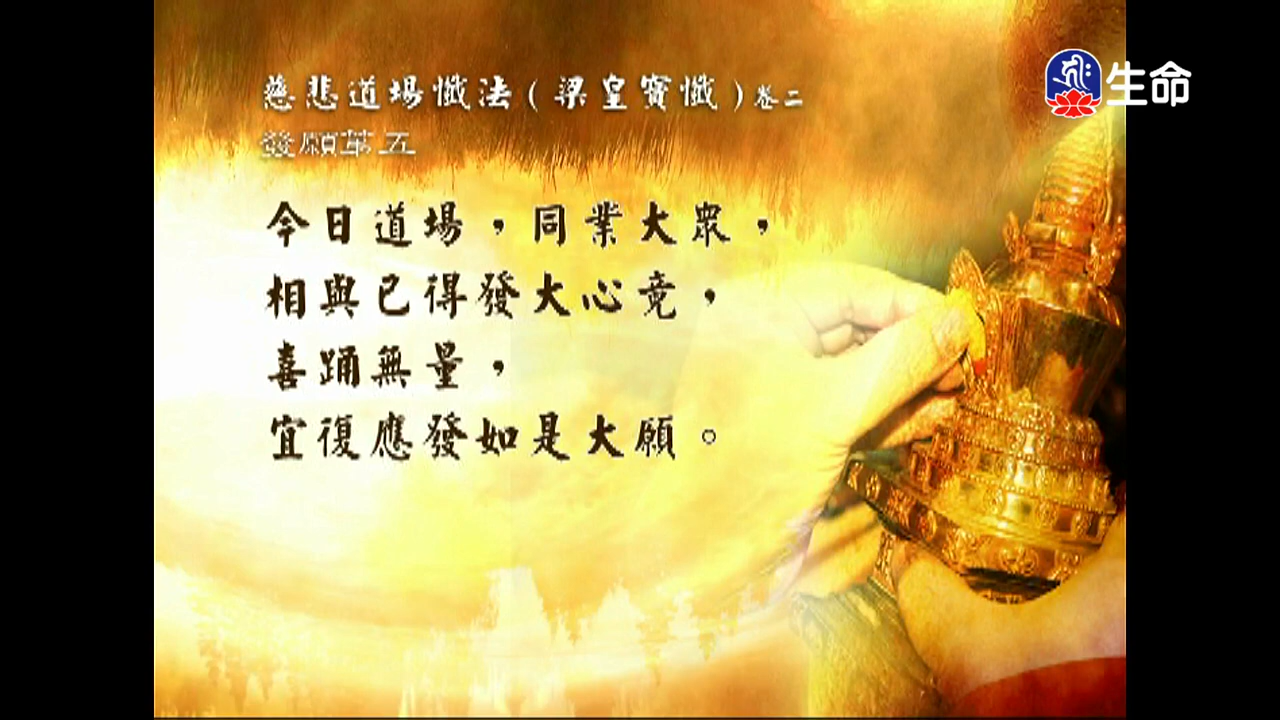 慈悲道場懺法(梁皇寶懺)卷二
發願第五
生命
今日道場，同業大眾，
相與已得發大心竟，
喜踊無量，
宜復應發如是大願。